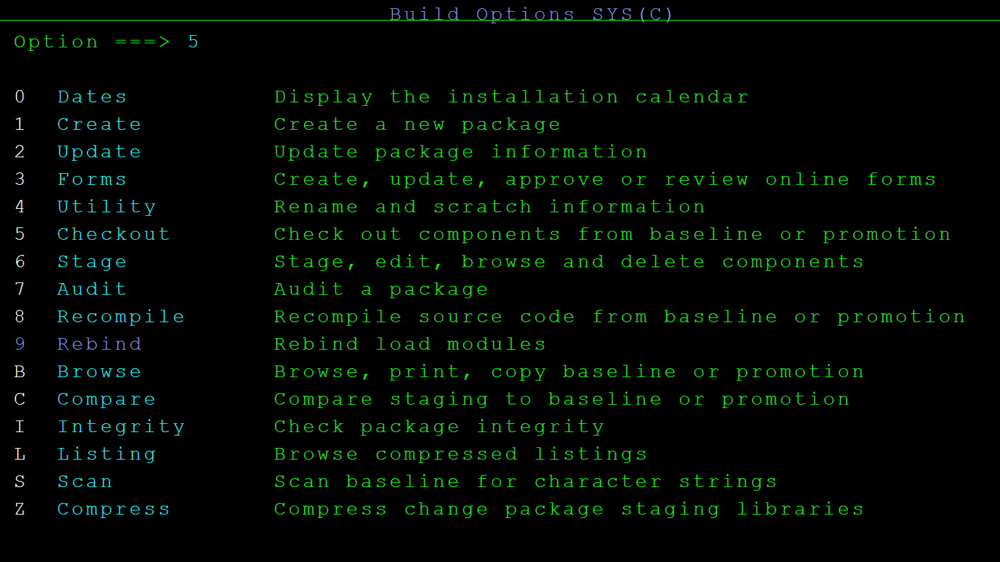 Build Options SYS(C)
Option ===> 5
0 Dates Display the installation calendar
1 Create Create a new package
2 Update Update package information
3 Forms Create, update, approve or review online forms
4 Utility Rename and scratch information
5 Checkout Check out components from baseline or promotion
6 Stage Stage, edit, browse and delete components
7 Audit Audit a package
8 Recompile Recompile source code from baseline or promotion
9 Rebind Rebind load modules
B Browse Browse, print, copy baseline or promotion
C Compare Compare staging to baseline or promotion
I Integrity Check package integrity
L Listing Browse compressed listings
S Scan Scan baseline for character strings
Z Compress Compress change package staging libraries